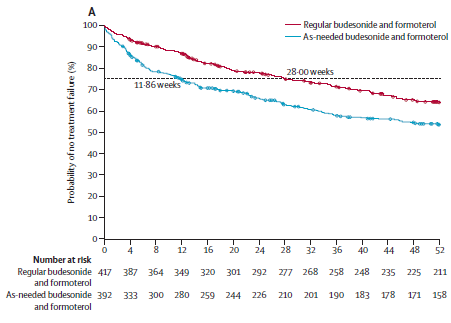 A
Regular budesonide and formoterol
As-needed budesonide and formoterol
Probability of no treatment failure (%)
100
90
80
70
60
50
40
30
20
10
0
28·00 weeks
11·86 weeks
0 4 8 12 16 20 24 28 32 36 40 44 48 52
Number at risk
Regular budesonide 417 387 364 349 320 301 292 277 268 258 248 235 225 211
and formoterol
As-needed budesonide 392 333 300 280 259 244 226 210 201 190 183 178 171 158
and formoterol